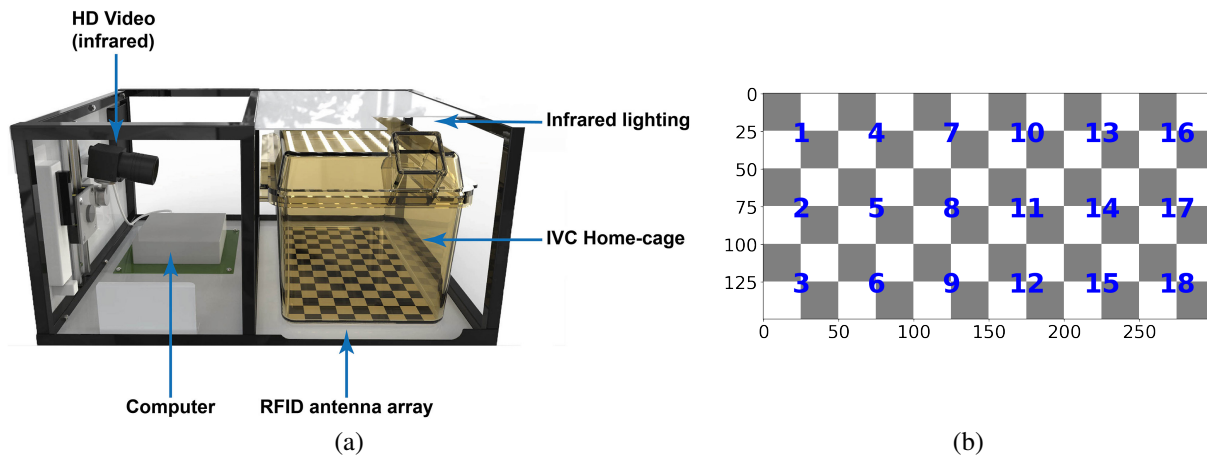 HD Video
(infrared)
Infrared lighting
IVC Home-cage
Computer
RFID antenna array
(a)
0
25
50
75
100
125
0 50 100 150 200 250
1 4 7 10 13 16
2 5 8 11 14 17
3 6 9 12 15 18
(b)